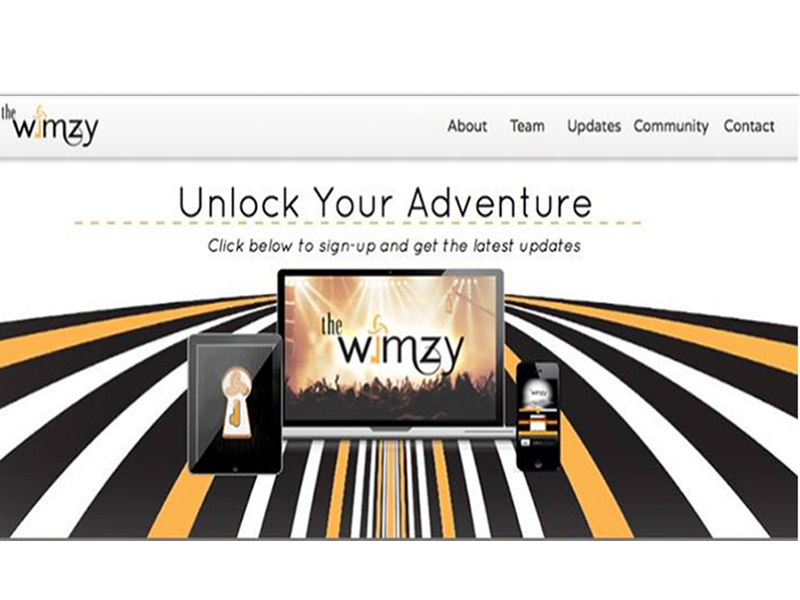 the
wimzy
About Team Updates Community Contact
Unlock Your Adventure
Click below to sign-up and get the latest updates
the
wimzy
wimzy